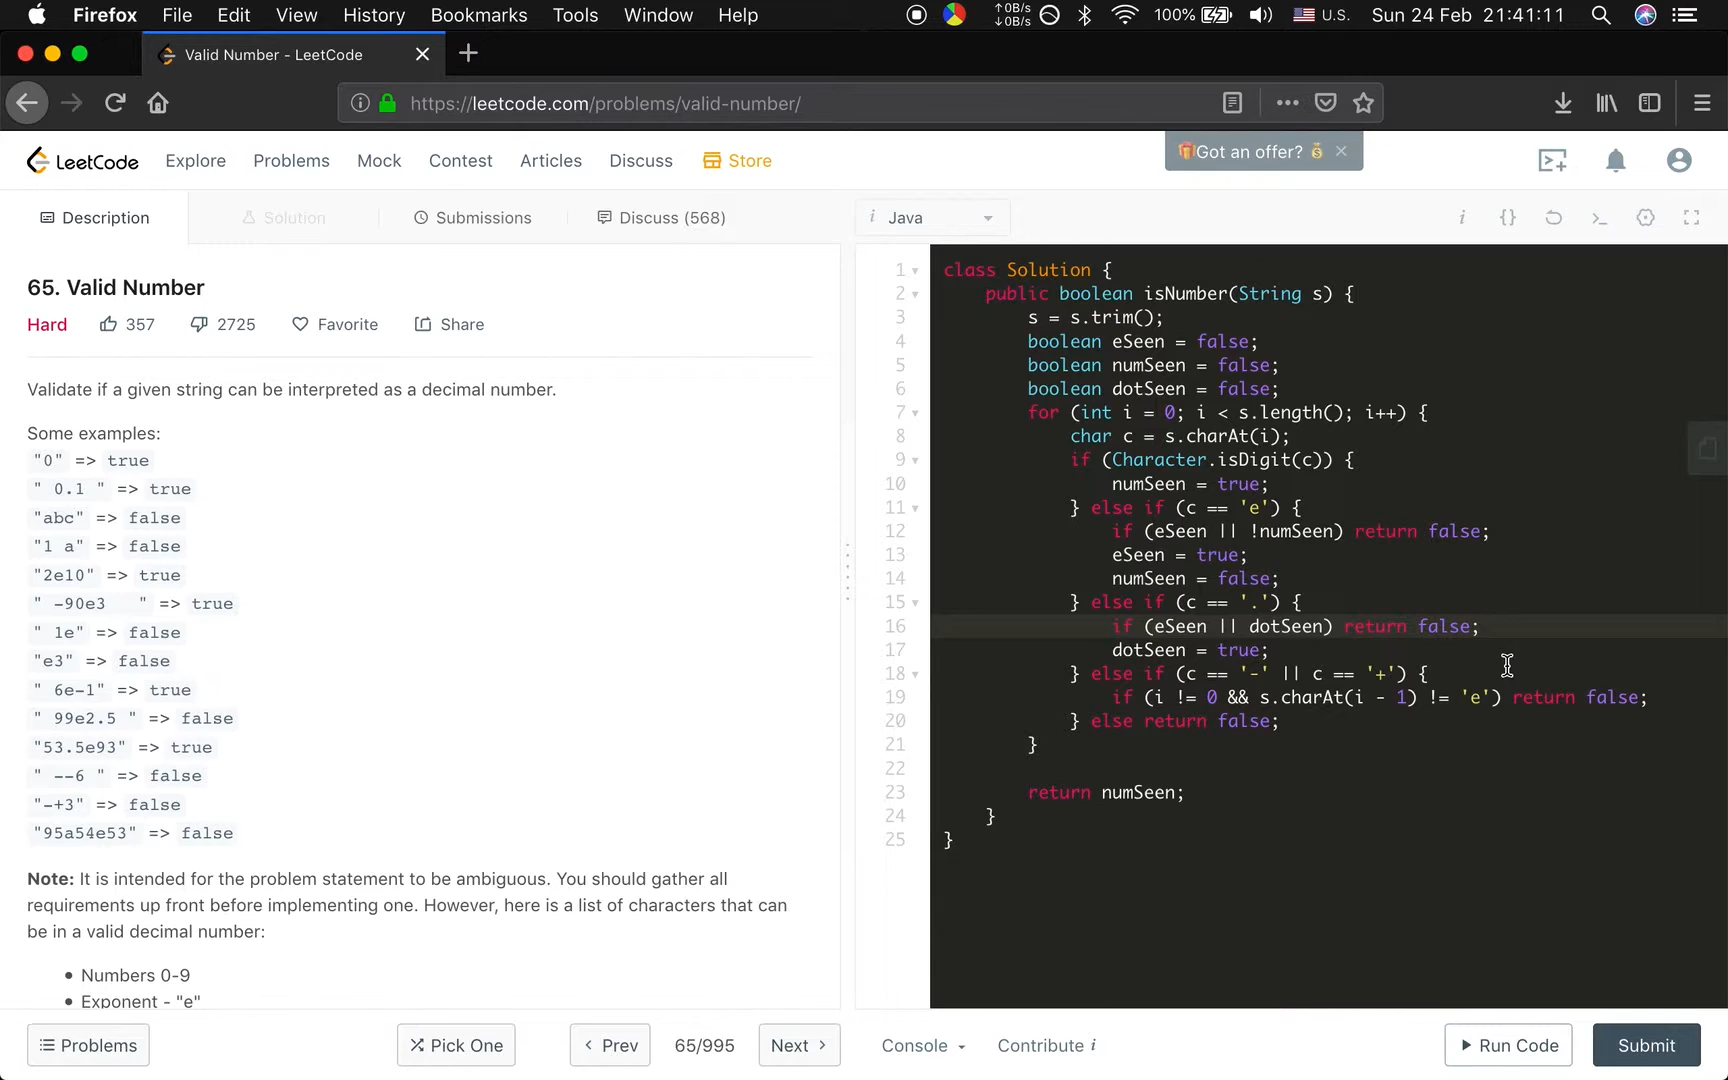 Firefox File Edit View History Bookmarks Tools Window Help ↑0B/s ↓0B/s 100% U.S. Sun 24 Feb 21:41:11
Valid Number - LeetCode
https://leetcode.com/problems/valid-number/
LeetCode Explore Problems Mock Contest Articles Discuss Store Got an offer?
Description Solution Submissions Discuss (568)
i Java
65. Valid Number
Hard 357 2725 Favorite Share
Validate if a given string can be interpreted as a decimal number.
Some examples:
"0" => true
" 0.1 " => true
"abc" => false
"1 a" => false
"2e10" => true
" -90e3   " => true
" 1e" => false
"e3" => false
" 6e-1" => true
" 99e2.5 " => false
"53.5e93" => true
" --6 " => false
"-+3" => false
"95a54e53" => false
Note: It is intended for the problem statement to be ambiguous. You should gather all
requirements up front before implementing one. However, here is a list of characters that can
be in a valid decimal number:
• Numbers 0-9
• Exponent - "e"
1 class Solution {
2     public boolean isNumber(String s) {
3         s = s.trim();
4         boolean eSeen = false;
5         boolean numSeen = false;
6         boolean dotSeen = false;
7         for (int i = 0; i < s.length(); i++) {
8             char c = s.charAt(i);
9             if (Character.isDigit(c)) {
10                 numSeen = true;
11             } else if (c == 'e') {
12                 if (eSeen || !numSeen) return false;
13                 eSeen = true;
14                 numSeen = false;
15             } else if (c == '.') {
16                 if (eSeen || dotSeen) return false;
17                 dotSeen = true;
18             } else if (c == '-' || c == '+') {
19                 if (i != 0 && s.charAt(i - 1) != 'e') return false;
20             } else return false;
21         }
22
23         return numSeen;
24     }
25 }
Problems Pick One Prev 65/995 Next Console Contribute i Run Code Submit